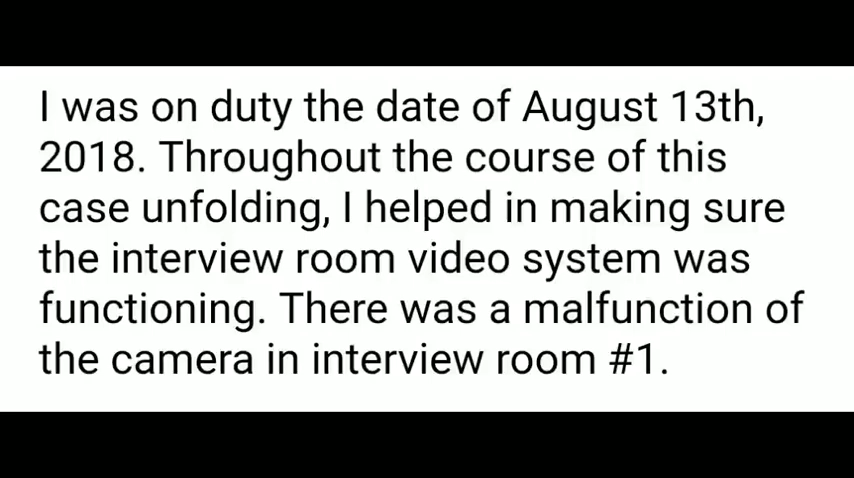 I was on duty the date of August 13th,
2018. Throughout the course of this
case unfolding, I helped in making sure
the interview room video system was
functioning. There was a malfunction of
the camera in interview room #1.